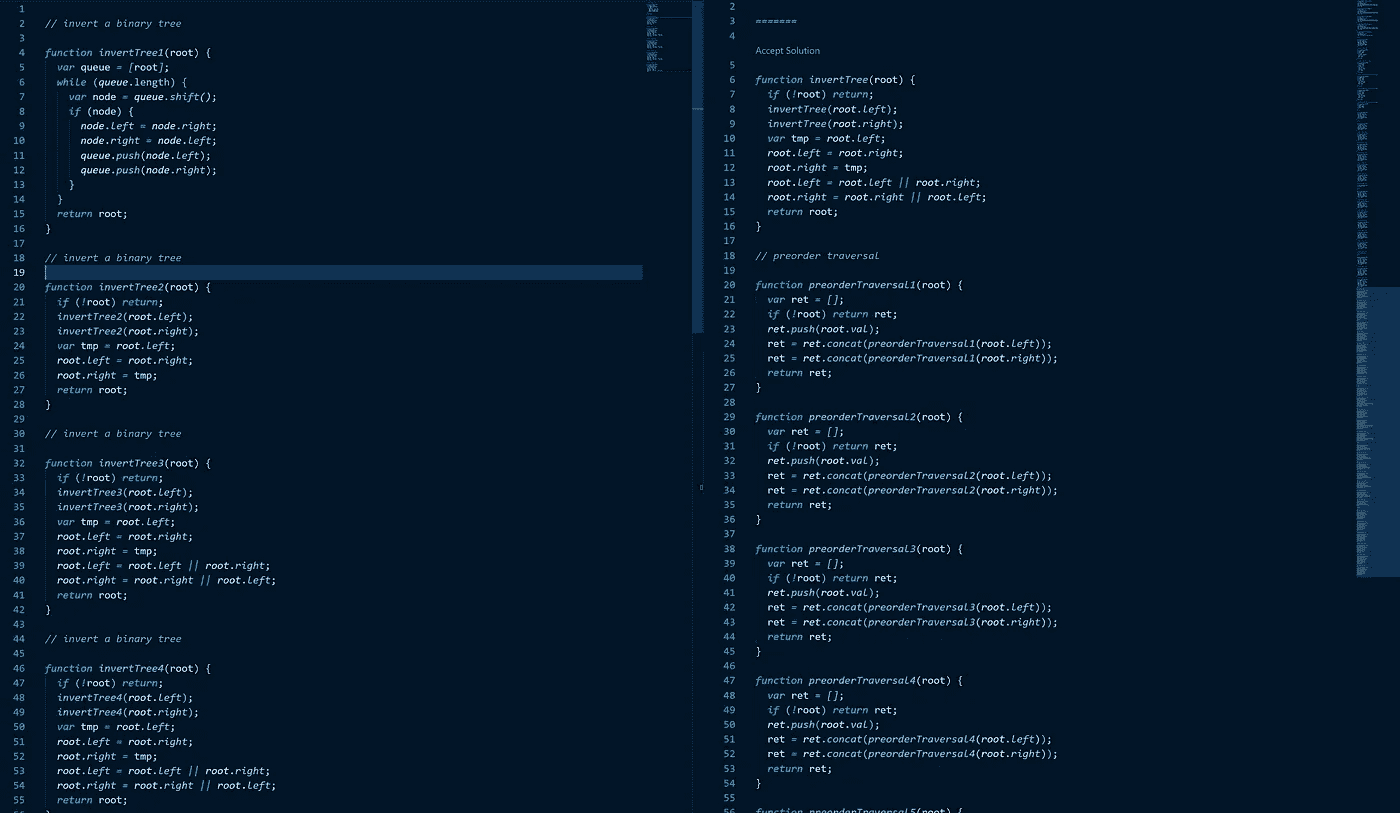 1
2 // invert a binary tree
3
4 function invertTree1(root) {
5 var queue = [root];
6 while (queue.length) {
7 var node = queue.shift();
8 if (node) {
9 node.left = node.right;
10 node.right = node.left;
11 queue.push(node.left);
12 queue.push(node.right);
13 }
14 }
15 return root;
16 }
17
18 // invert a binary tree
19
20 function invertTree2(root) {
21 if (!root) return;
22 invertTree2(root.left);
23 invertTree2(root.right);
24 var tmp = root.left;
25 root.left = root.right;
26 root.right = tmp;
27 return root;
28 }
29
30 // invert a binary tree
31
32 function invertTree3(root) {
33 if (!root) return;
34 invertTree3(root.left);
35 invertTree3(root.right);
36 var tmp = root.left;
37 root.left = root.right;
38 root.right = tmp;
39 root.left = root.left || root.right;
40 root.right = root.right || root.left;
41 return root;
42 }
43
44 // invert a binary tree
45
46 function invertTree4(root) {
47 if (!root) return;
48 invertTree4(root.left);
49 invertTree4(root.right);
50 var tmp = root.left;
51 root.left = root.right;
52 root.right = tmp;
53 root.left = root.left || root.right;
54 root.right = root.right || root.left;
55 return root;
2
3 =======
4
Accept Solution
5
6 function invertTree(root) {
7 if (!root) return;
8 invertTree(root.left);
9 invertTree(root.right);
10 var tmp = root.left;
11 root.left = root.right;
12 root.right = tmp;
13 root.left = root.left || root.right;
14 root.right = root.right || root.left;
15 return root;
16 }
17
18 // preorder traversal
19
20 function preorderTraversal1(root) {
21 var ret = [];
22 if (!root) return ret;
23 ret.push(root.val);
24 ret = ret.concat(preorderTraversal1(root.left));
25 ret = ret.concat(preorderTraversal1(root.right));
26 return ret;
27 }
28
29 function preorderTraversal2(root) {
30 var ret = [];
31 if (!root) return ret;
32 ret.push(root.val);
33 ret = ret.concat(preorderTraversal2(root.left));
34 ret = ret.concat(preorderTraversal2(root.right));
35 return ret;
36 }
37
38 function preorderTraversal3(root) {
39 var ret = [];
40 if (!root) return ret;
41 ret.push(root.val);
42 ret = ret.concat(preorderTraversal3(root.left));
43 ret = ret.concat(preorderTraversal3(root.right));
44 return ret;
45 }
46
47 function preorderTraversal4(root) {
48 var ret = [];
49 if (!root) return ret;
50 ret.push(root.val);
51 ret = ret.concat(preorderTraversal4(root.left));
52 ret = ret.concat(preorderTraversal4(root.right));
53 return ret;
54 }
55
56 function preorderTraversal5(root) {